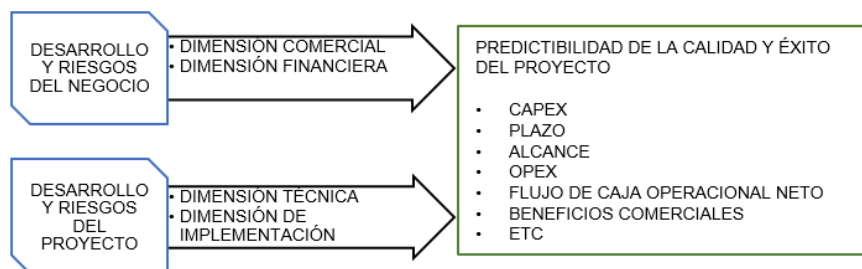 DESARROLLO
Y RIESGOS
DEL NEGOCIO
• DIMENSIÓN COMERCIAL
• DIMENSIÓN FINANCIERA
DESARROLLO
Y RIESGOS
DEL
PROYECTO
• DIMENSIÓN TÉCNICA
• DIMENSIÓN DE
IMPLEMENTACIÓN
PREDICTIBILIDAD DE LA CALIDAD Y ÉXITO
DEL PROYECTO
• CAPEX
• PLAZO
• ALCANCE
• OPEX
• FLUJO DE CAJA OPERACIONAL NETO
• BENEFICIOS COMERCIALES
• ETC